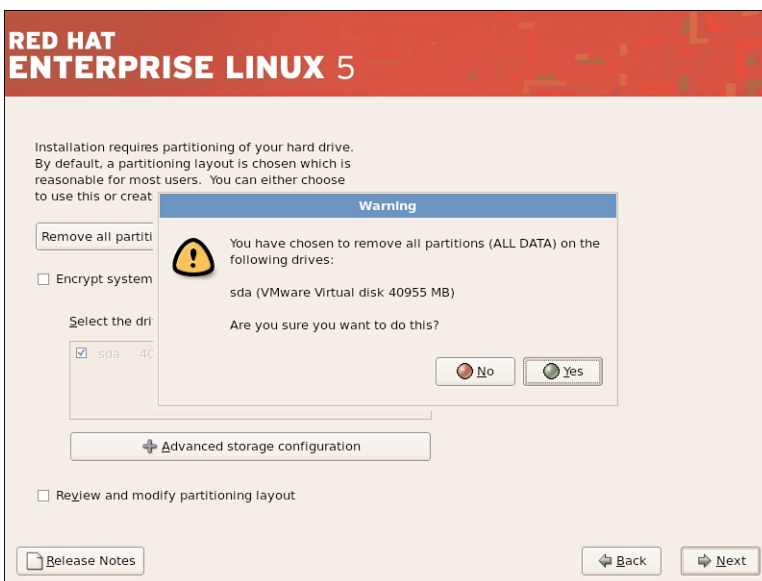 RED HAT
ENTERPRISE LINUX 5
Installation requires partitioning of your hard drive.
By default, a partitioning layout is chosen which is
reasonable for most users. You can either choose
to use this or creat
Warning
Remove all partiti
You have chosen to remove all partitions (ALL DATA) on the
following drives:
Encrypt system
sda (VMware Virtual disk 40955 MB)
Select the dri
Are you sure you want to do this?
sda 40
No
Yes
Advanced storage configuration
Review and modify partitioning layout
Release Notes
Back
Next